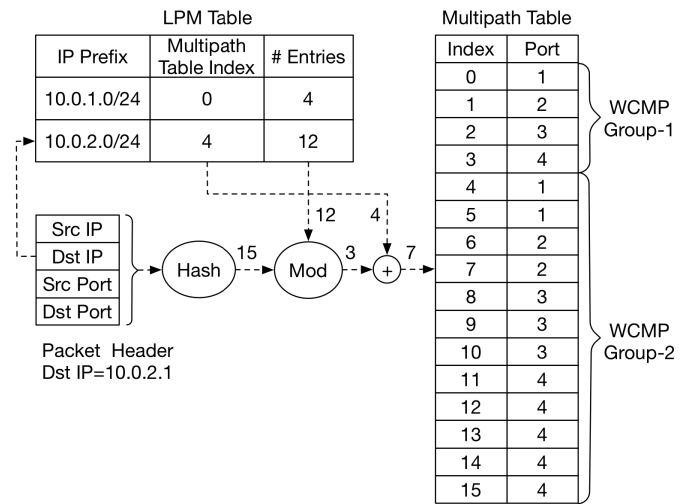 LPM Table
IP Prefix Multipath Table Index # Entries
10.0.1.0/24 0 4
10.0.2.0/24 4 12
12 4
Src IP
Dst IP
Src Port
Dst Port
Hash 15 Mod 3 + 7
Packet Header
Dst IP=10.0.2.1
Multipath Table
Index Port
0 1
1 2
2 3
3 4
4 1
5 1
6 2
7 2
8 3
9 3
10 3
11 4
12 4
13 4
14 4
15 4
WCMP
Group-1
WCMP
Group-2